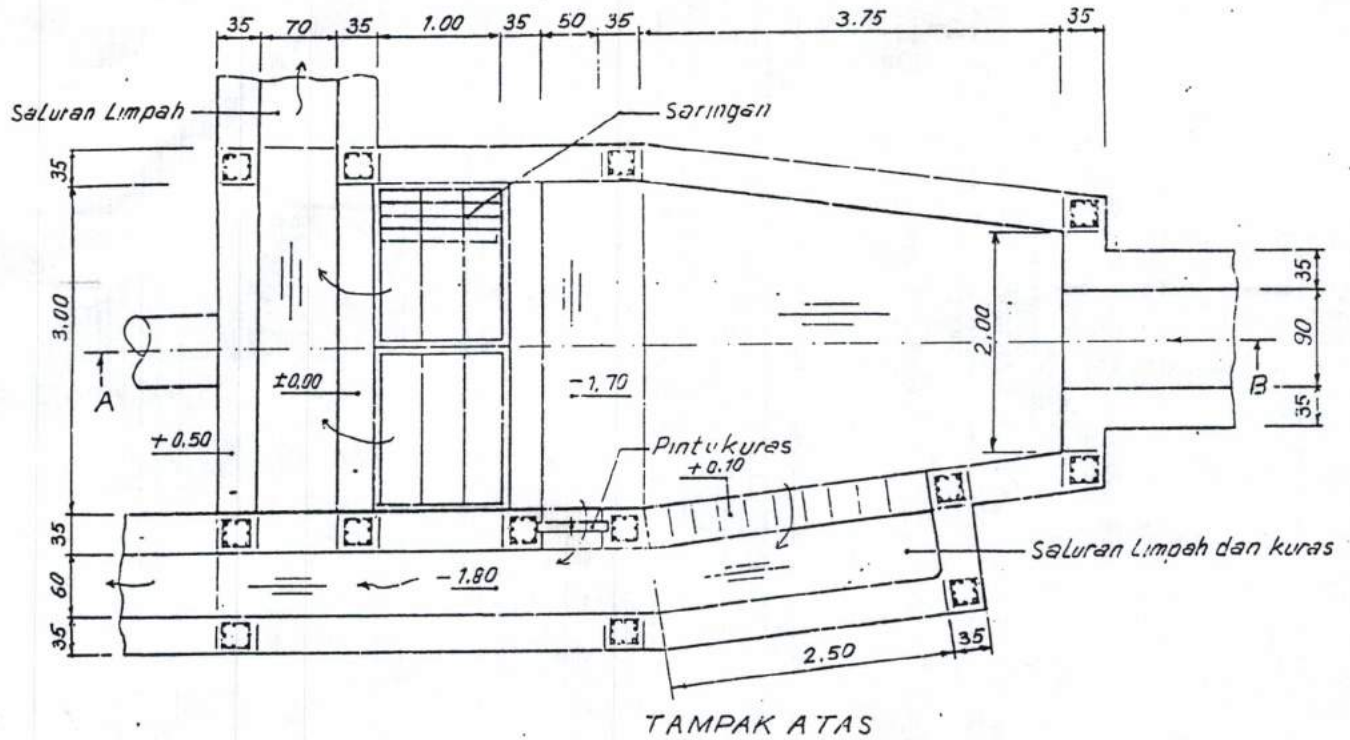 35 70 35 1.00 35 50 35 3.75 35
Saluran Limpah
Saringan
35
3,00
35
60
35
2,00
35
90
35
A
B
±0,00
-1,70
+0,50
Pintu kuras
+0.10
-1,80
Saluran Limpah dan kuras
2.50
35
TAMPAK ATAS